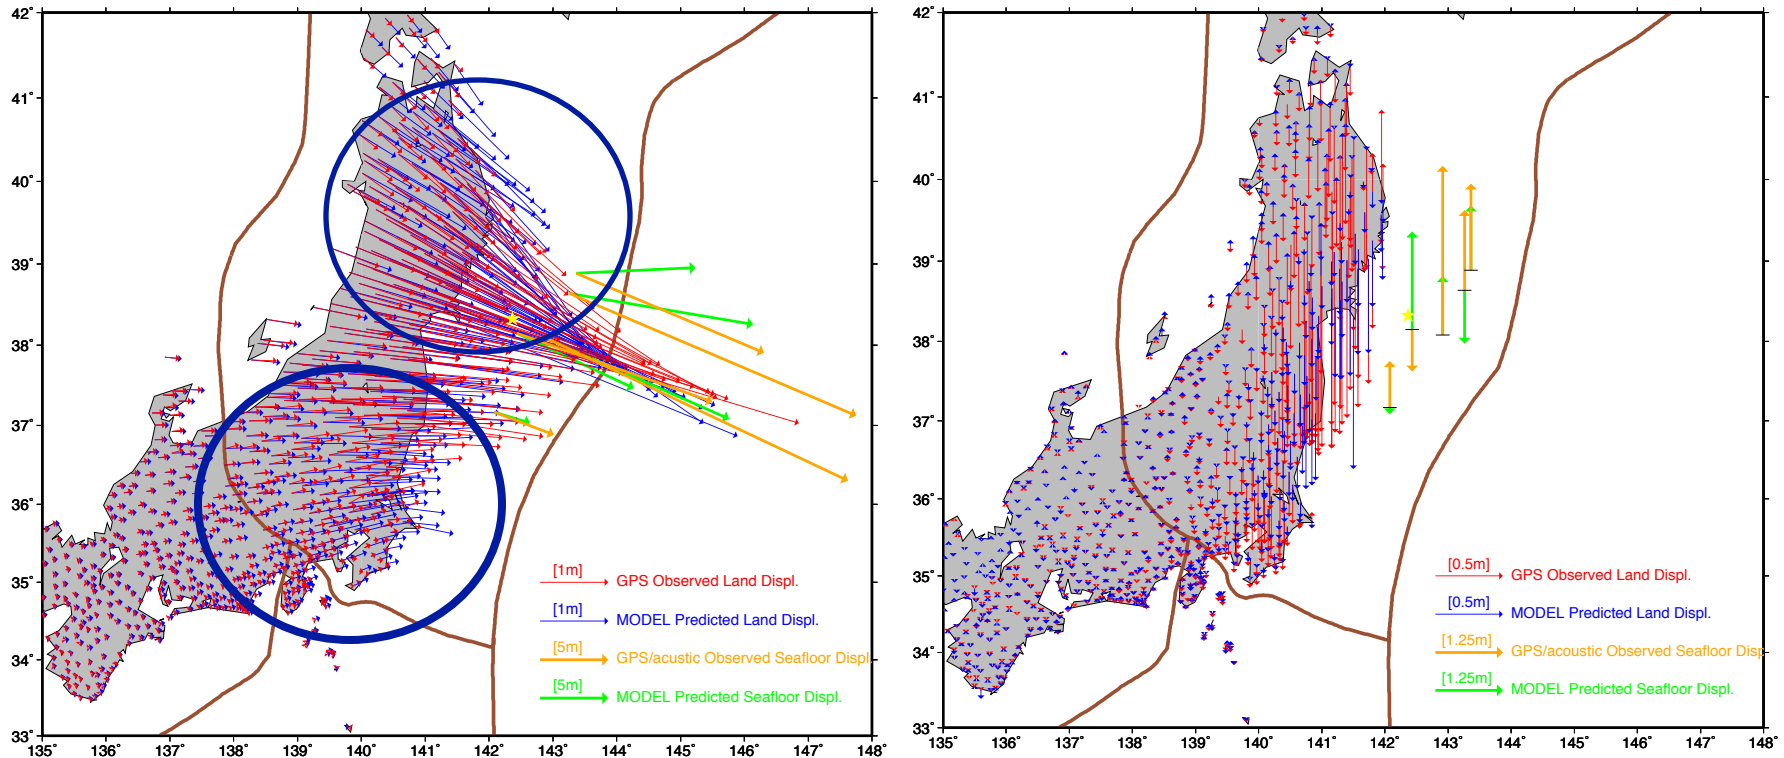 42°
41°
40°
39°
38°
37°
36°
35°
34°
33°
135° 136° 137° 138° 139° 140° 141° 142° 143° 144° 145° 146° 147° 148°
[1m] GPS Observed Land Displ.
[1m] MODEL Predicted Land Displ.
[5m] GPS/acustic Observed Seafloor Displ.
[5m] MODEL Predicted Seafloor Displ.
42°
41°
40°
39°
38°
37°
36°
35°
34°
33°
135° 136° 137° 138° 139° 140° 141° 142° 143° 144° 145° 146° 147° 148°
[0.5m] GPS Observed Land Displ.
[0.5m] MODEL Predicted Land Displ.
[1.25m] GPS/acoustic Observed Seafloor Disp
[1.25m] MODEL Predicted Seafloor Displ.